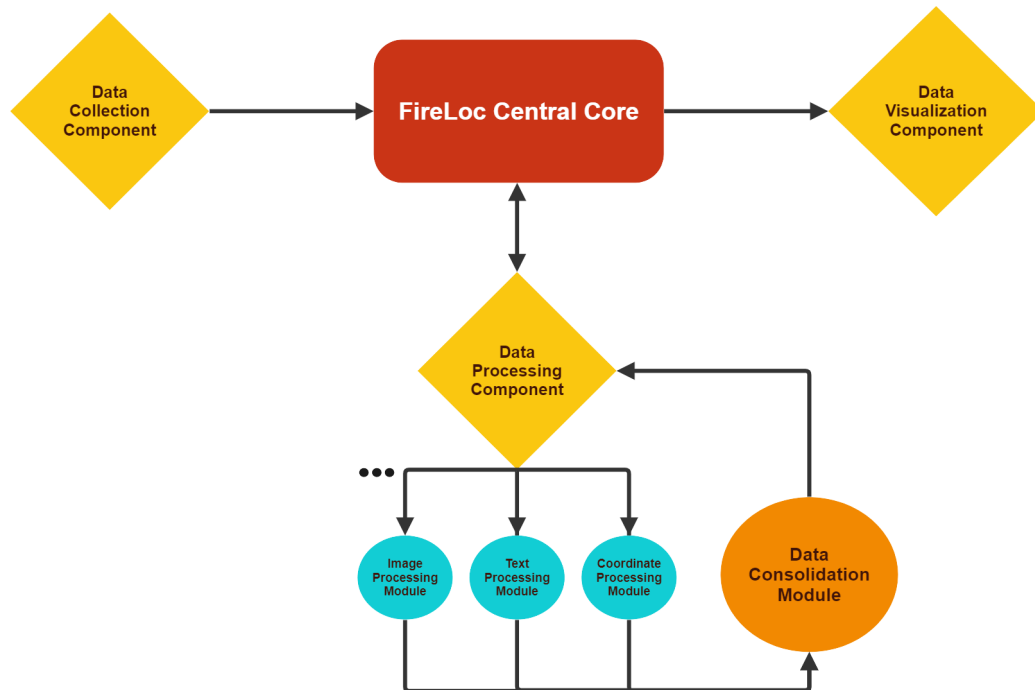 Data
Collection
Component
FireLoc Central Core
Data
Visualization
Component
Data
Processing
Component
Image
Processing
Module
Text
Processing
Module
Coordinate
Processing
Module
Data
Consolidation
Module